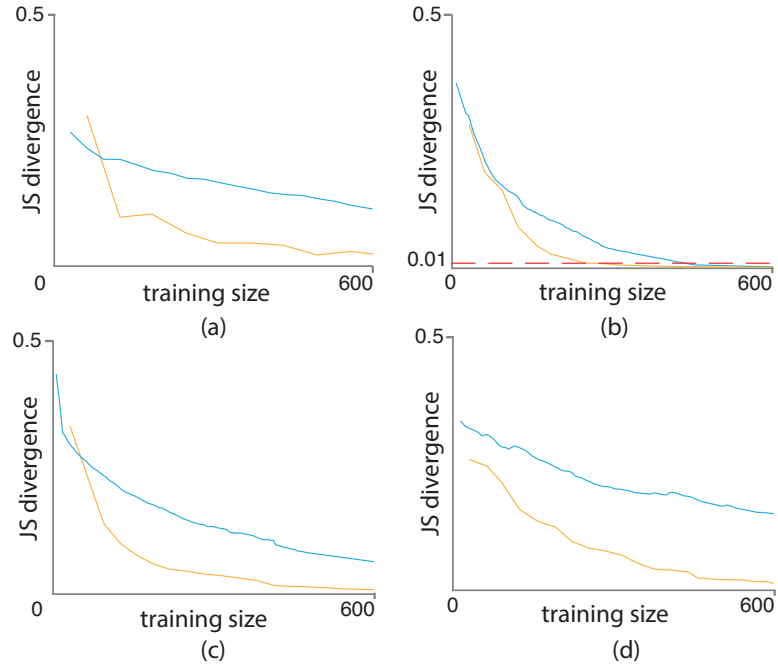 0.5
JS divergence
0
training size
600
(a)
0.5
JS divergence
0.01
0
training size
600
(b)
0.5
JS divergence
0
training size
600
(c)
0.5
JS divergence
0
training size
600
(d)